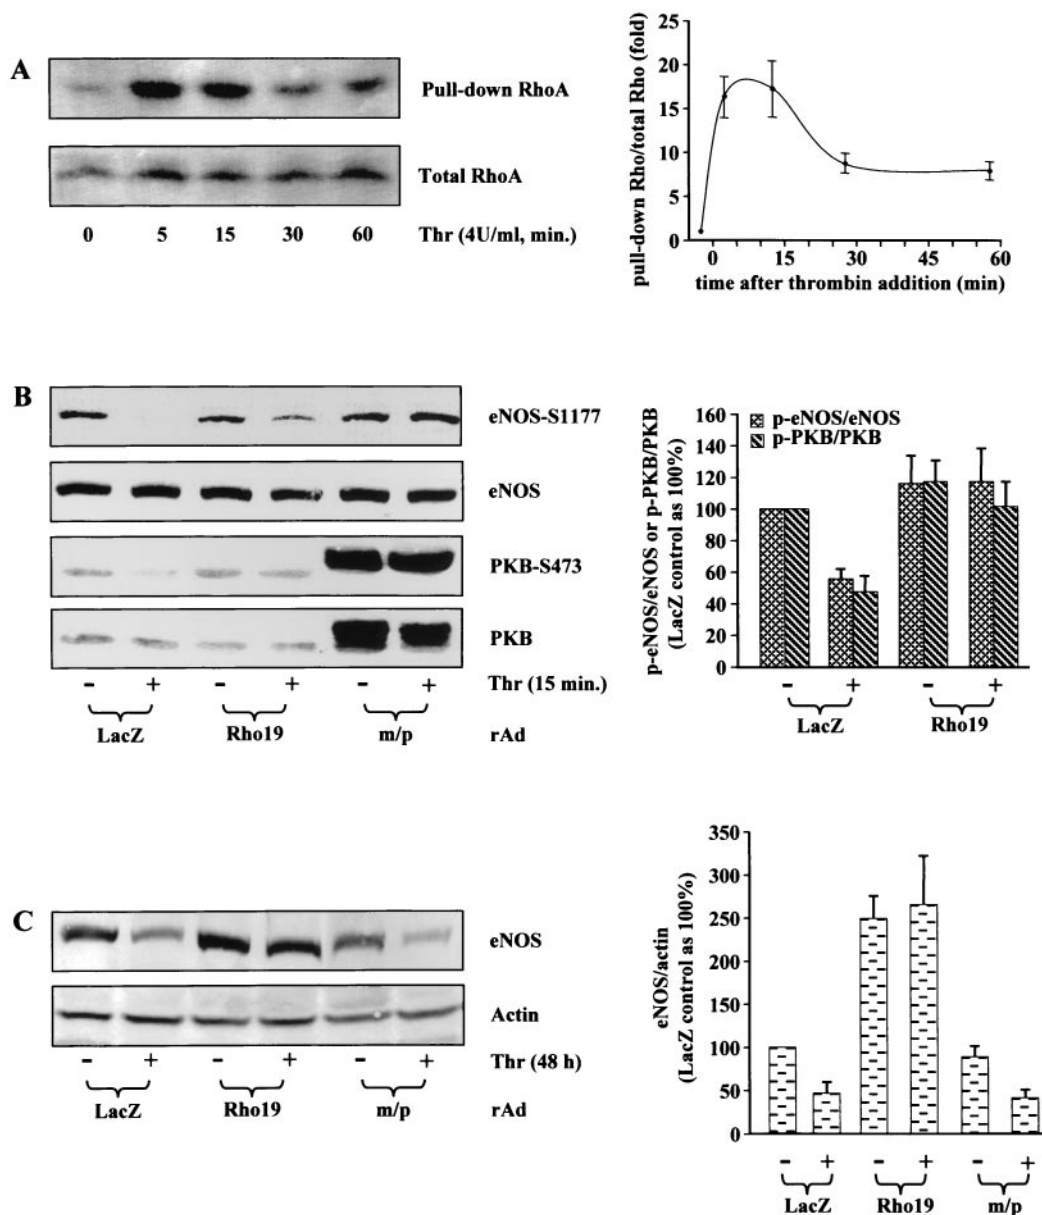 A
Pull-down RhoA
Total RhoA
0 5 15 30 60 Thr (4U/ml, min.)
pull-down Rho/total Rho (fold)
25
20
15
10
5
0
0 15 30 45 60
time after thrombin addition (min)
B
eNOS-S1177
eNOS
PKB-S473
PKB
- + - + - + Thr (15 min.)
LacZ Rho19 m/p rAd
p-eNOS/eNOS or p-PKB/PKB
(LacZ control as 100%)
160
140
120
100
80
60
40
20
0
p-eNOS/eNOS
p-PKB/PKB
- + - +
LacZ Rho19
C
eNOS
Actin
- + - + - + Thr (48 h)
LacZ Rho19 m/p rAd
eNOS/actin
(LacZ control as 100%)
350
300
250
200
150
100
50
0
- + - + - +
LacZ Rho19 m/p